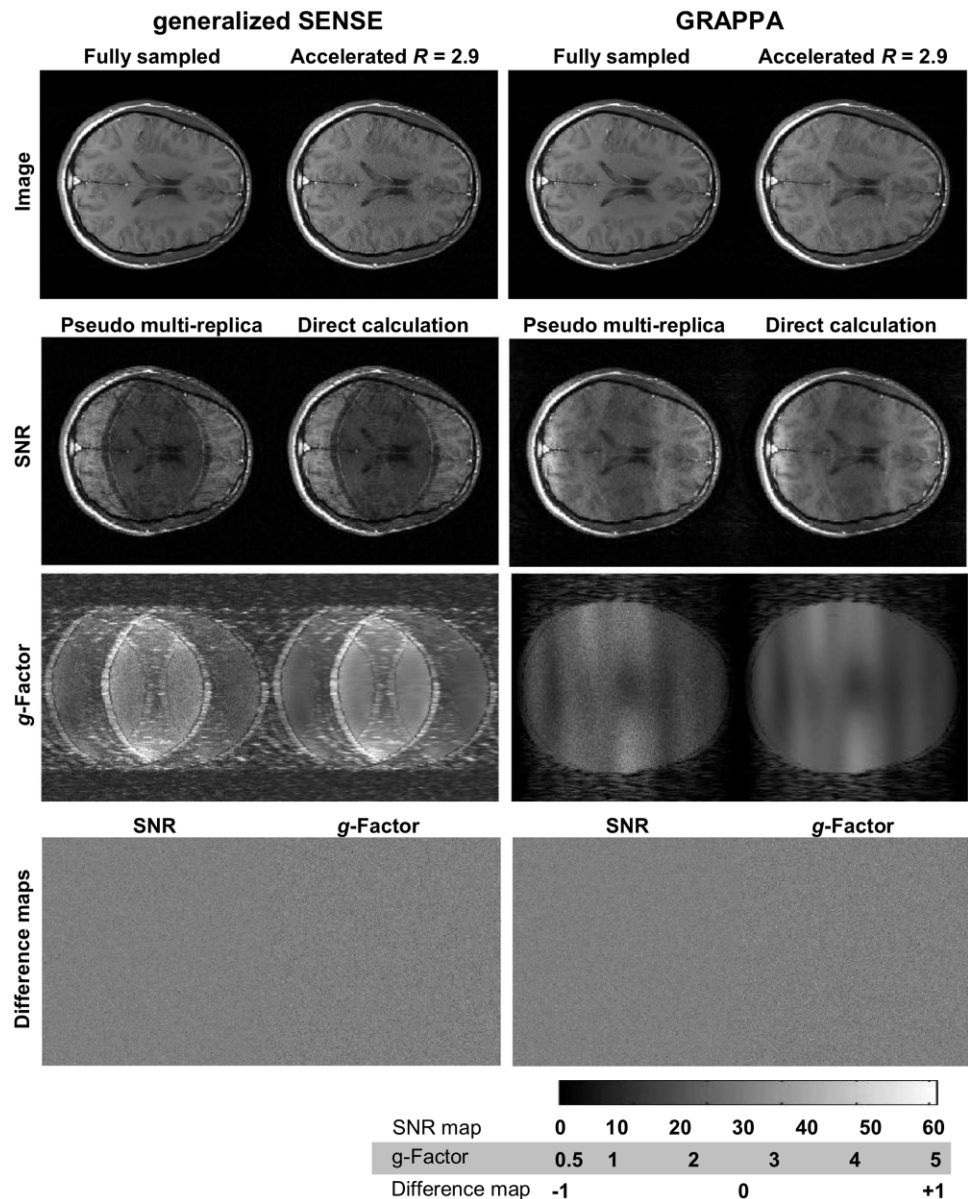 generalized SENSE GRAPPA
Fully sampled Accelerated R = 2.9 Fully sampled Accelerated R = 2.9
Image
Pseudo multi-replica Direct calculation Pseudo multi-replica Direct calculation
SNR
g-Factor
SNR g-Factor SNR g-Factor
Difference maps
SNR map 0 10 20 30 40 50 60
g-Factor 0.5 1 2 3 4 5
Difference map -1 0 +1